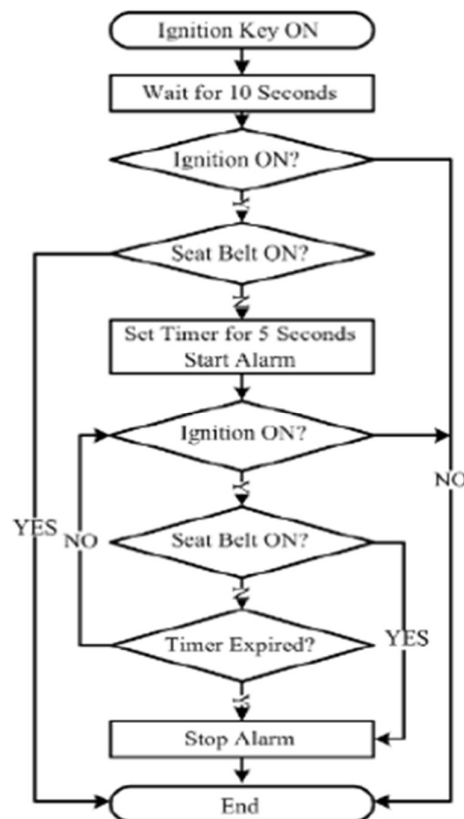 Ignition Key ON
Wait for 10 Seconds
Ignition ON?
Y
Seat Belt ON?
N
Set Timer for 5 Seconds
Start Alarm
Ignition ON?
NO
Y
YES
NO
Seat Belt ON?
N
YES
Timer Expired?
Y
Stop Alarm
End